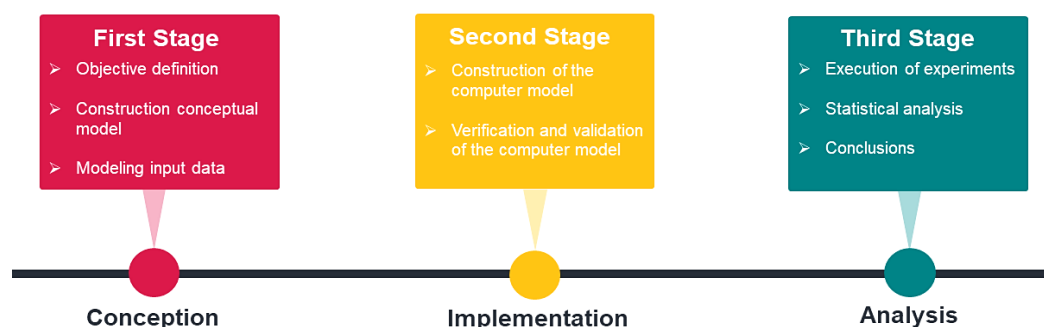 First Stage
➢ Objective definition
➢ Construction conceptual
model
➢ Modeling input data
Second Stage
➢ Construction of the
computer model
➢ Verification and validation
of the computer model
Third Stage
➢ Execution of experiments
➢ Statistical analysis
➢ Conclusions
Conception
Implementation
Analysis